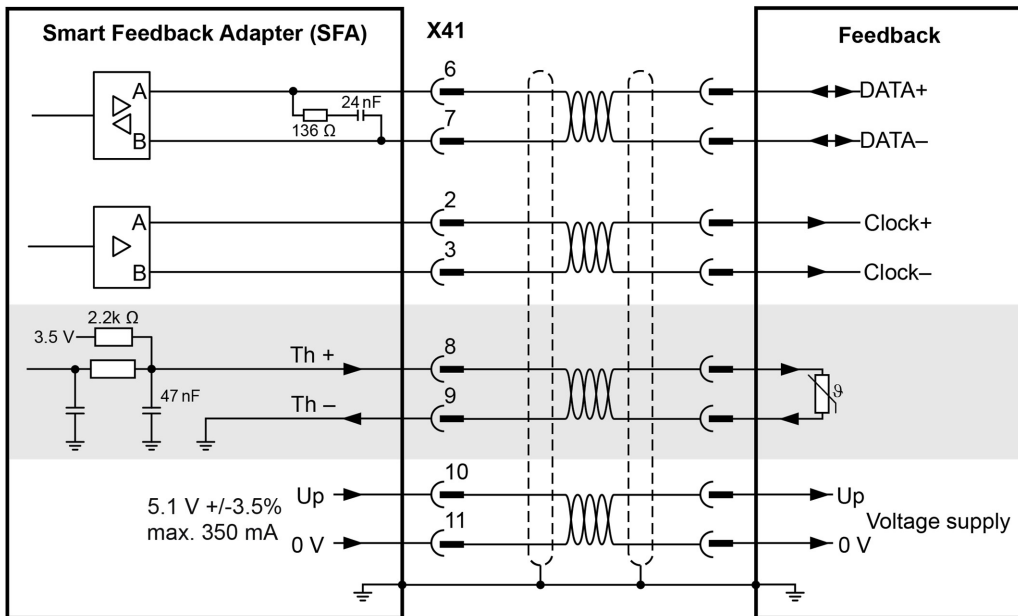 Smart Feedback Adapter (SFA)
X41
Feedback
A
B
136 Ω
24 nF
6
7
DATA+
DATA–
A
B
2
3
Clock+
Clock–
3.5 V
2.2k Ω
47 nF
Th +
Th –
8
9
ϑ
5.1 V +/-3.5%
max. 350 mA
Up
0 V
10
11
Up
0 V
Voltage supply